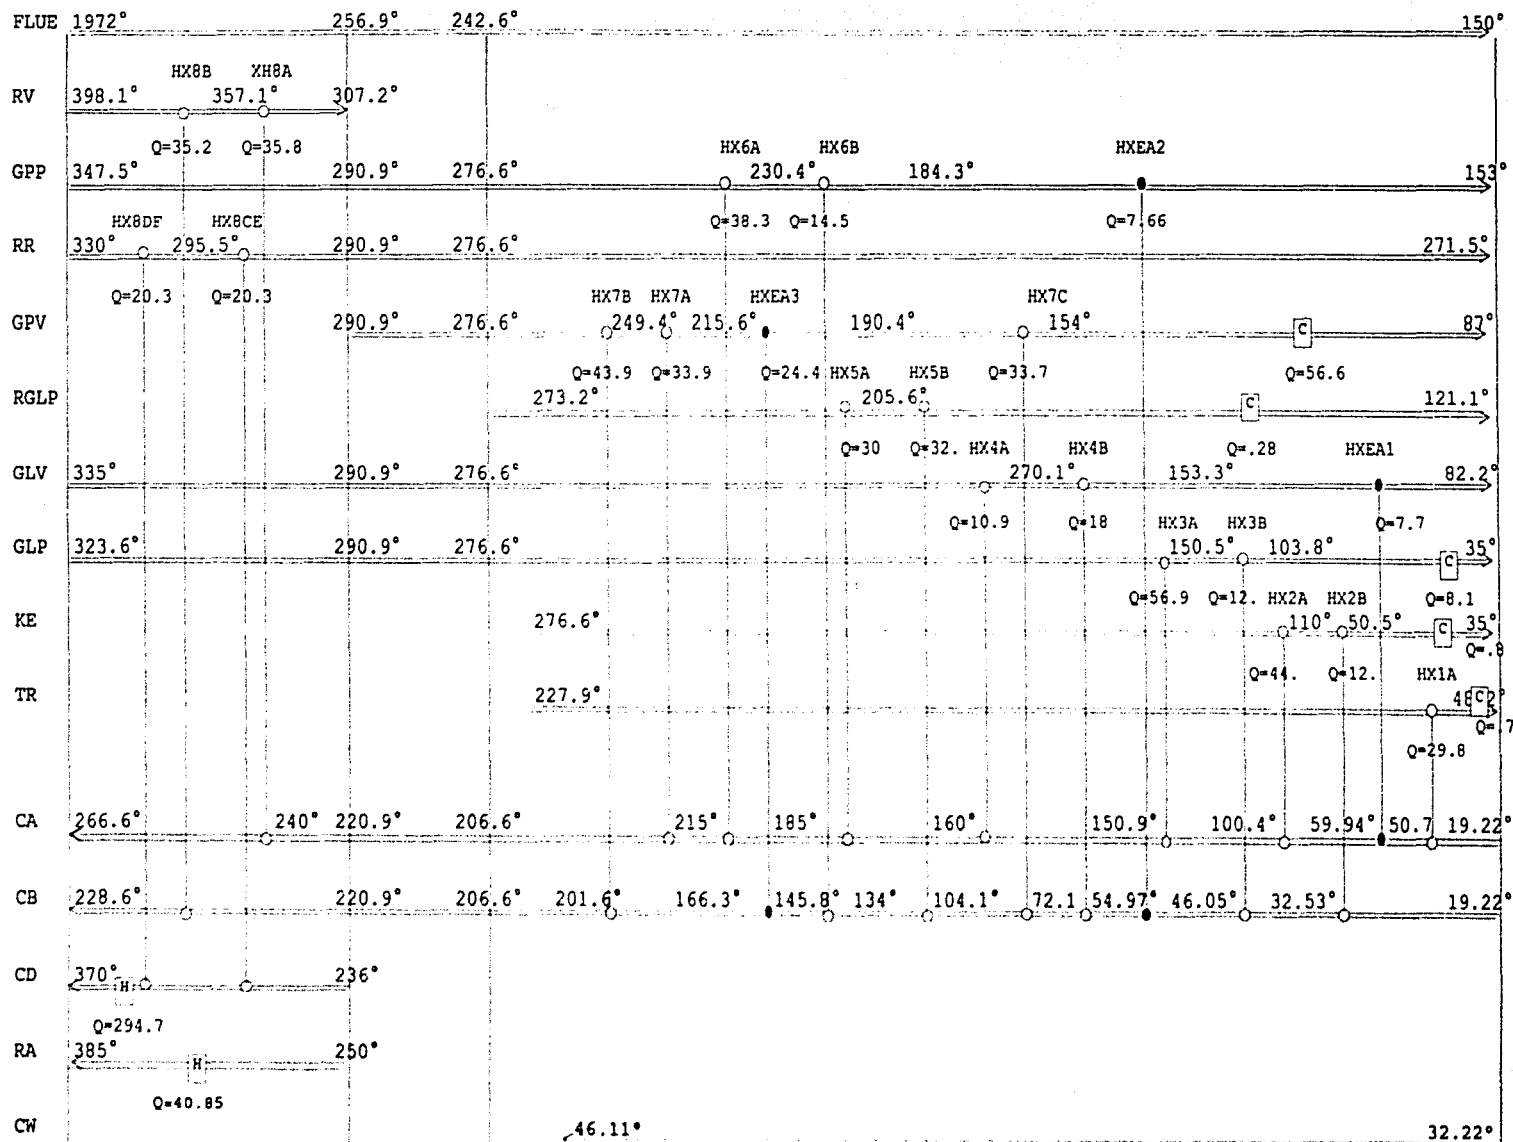 FLUE 1972° 256.9° 242.6° 150°
HX8B XH8A
RV 398.1° 357.1° 307.2°
Q=35.2 Q=35.8 HX6A HX6B HXEA2
GPP 347.5° 290.9° 276.6° 230.4° 184.3° 153°
HX8DF HX8CE Q=38.3 Q=14.5 Q=7.66
RR 330° 295.5° 290.9° 276.6° 271.5°
Q=20.3 Q=20.3 HX7B HX7A HXEA3 HX7C
GPV 290.9° 276.6° 249.4° 215.6° 190.4° 154° C 87°
Q=43.9 Q=33.9 Q=24.4 HX5A HX5B Q=33.7 Q=56.6
RGLP 273.2° 205.6° C 121.1°
Q=30 Q=32. HX4A HX4B Q=.28 HXEA1
GLV 335° 290.9° 276.6° 270.1° 153.3° 82.2°
Q=10.9 Q=18 HX3A HX3B Q=7.7
GLP 323.6° 290.9° 276.6° 150.5° 103.8° C 35°
Q=56.9 Q=12. HX2A HX2B Q=8.1
KE 276.6° 110° 50.5° C 35°
Q=.8
Q=44. Q=12. HX1A
TR 227.9° C
Q=.7
Q=29.8
CA 266.6° 240° 220.9° 206.6° 215° 185° 160° 150.9° 100.4° 59.94° 50.7 19.22°
CB 228.6° 220.9° 206.6° 201.6° 166.3° 145.8° 134° 104.1° 72.1 54.97° 46.05° 32.53° 19.22°
CD 370° H 236°
Q=294.7
RA 385° H 250°
Q=40.85
CW 46.11° 32.22°